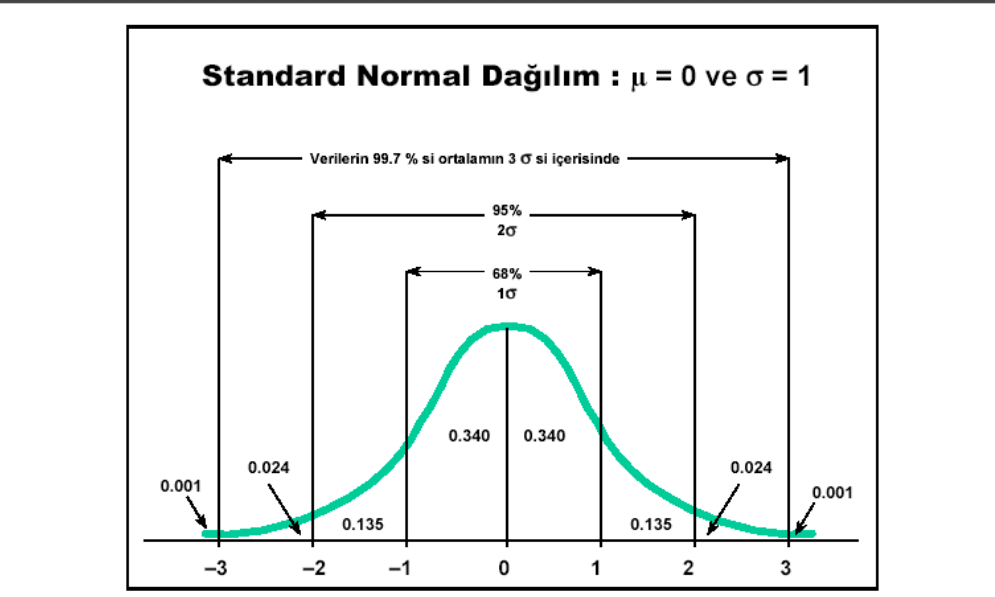 Standard Normal Dağılım : μ = 0 ve σ = 1
Verilerin 99.7 % si ortalamın 3 σ si içerisinde
95%
2σ
68%
1σ
0.340 0.340
0.024 0.024
0.001 0.001
0.135 0.135
–3 –2 –1 0 1 2 3